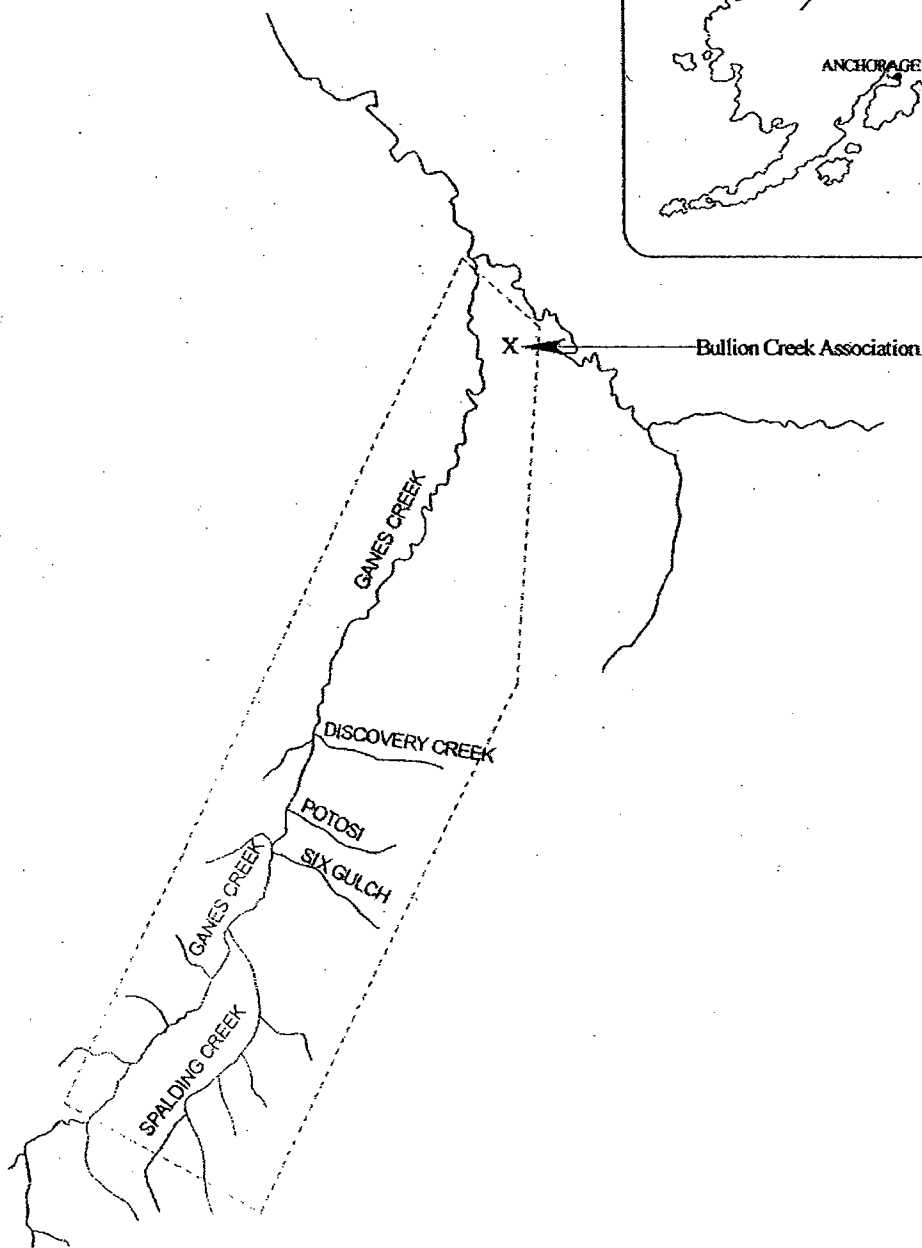 ANCHORAGE
X
Bullion Creek Association
GANES CREEK
DISCOVERY CREEK
POTOSI
SIX GULCH
GANES CREEK
SPALDING CREEK